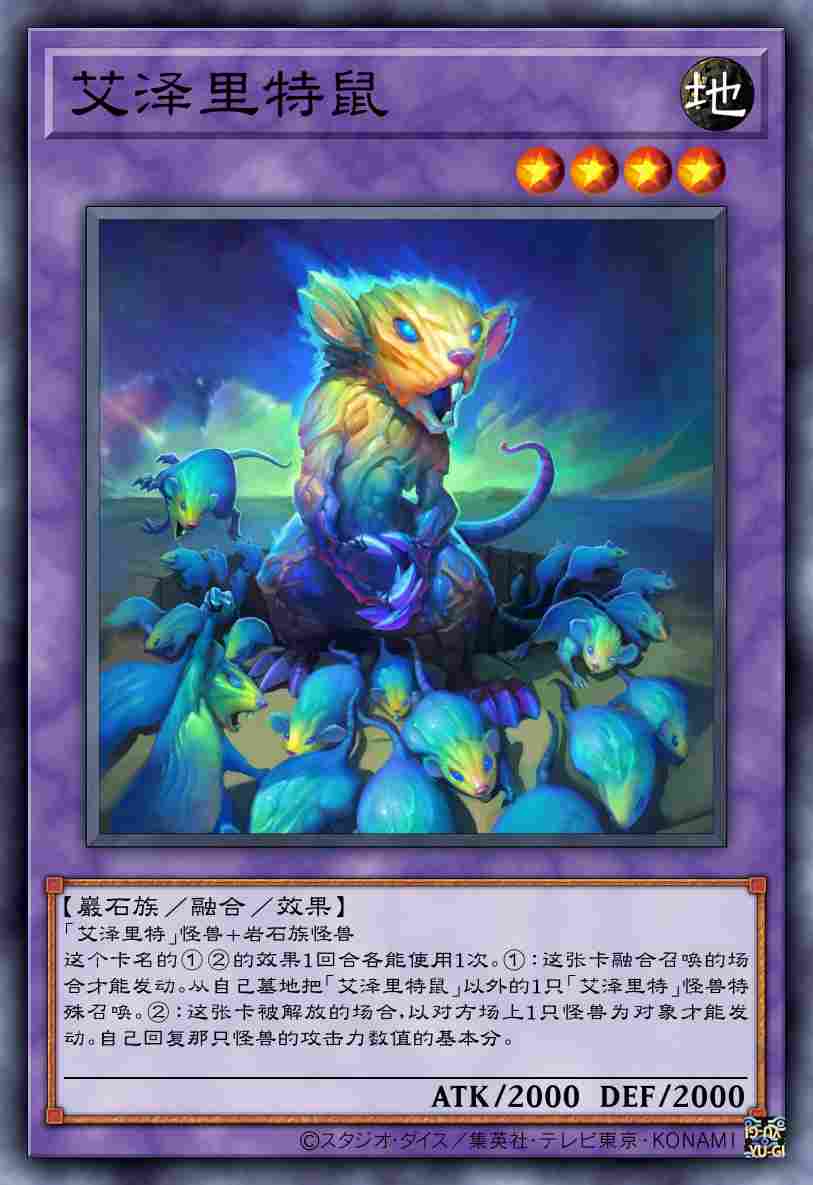 艾泽里特鼠
地
【巖石族／融合／效果】
「艾泽里特」怪兽+岩石族怪兽
这个卡名的①②的效果1回合各能使用1次。①：这张卡融合召唤的场
合才能发动。从自己墓地把「艾泽里特鼠」以外的1只「艾泽里特」怪兽特
殊召唤。②：这张卡被解放的场合，以对方场上1只怪兽为对象才能发
动。自己回复那只怪兽的攻击力数值的基本分。
ATK/2000 DEF/2000
©スタジオ·ダイス／集英社·テレビ東京·KONAMI
YU-GI